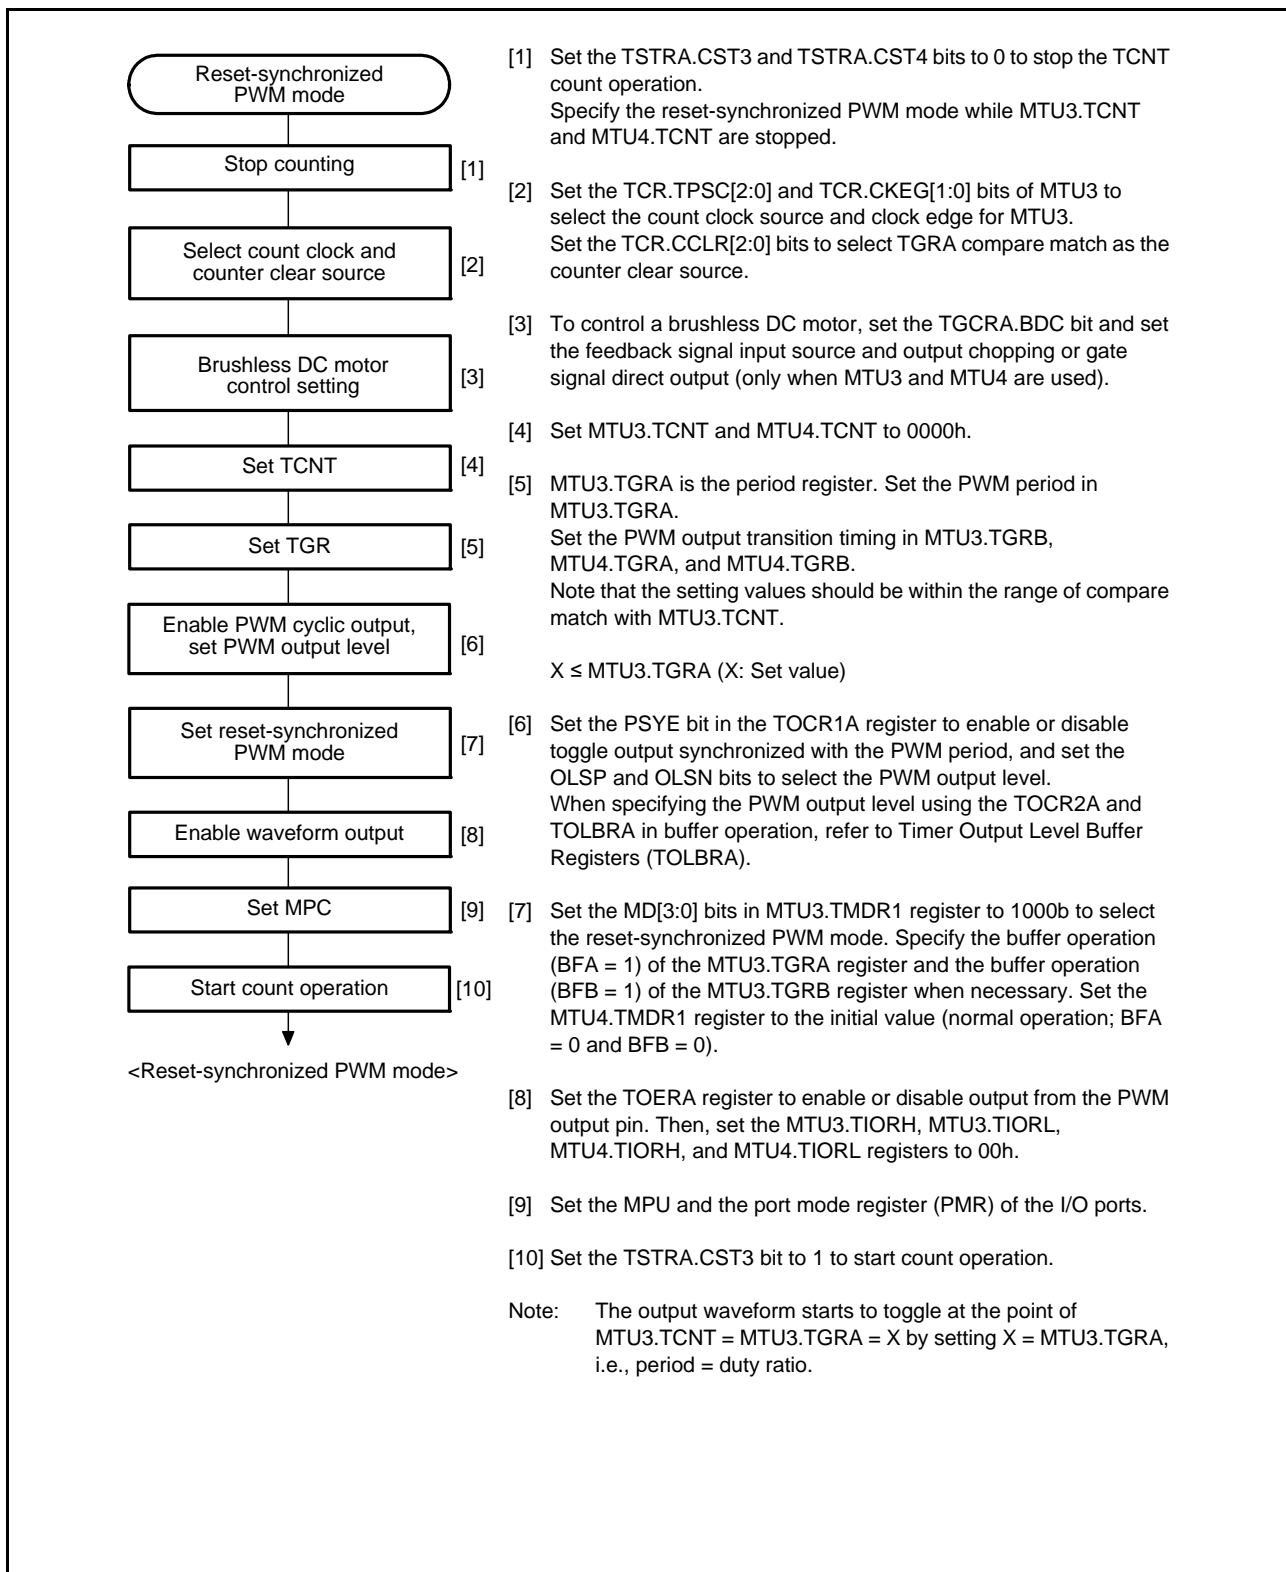 Reset-synchronized
PWM mode
Stop counting
[1]
Select count clock and
counter clear source
[2]
Brushless DC motor
control setting
[3]
Set TCNT
[4]
Set TGR
[5]
Enable PWM cyclic output,
set PWM output level
[6]
Set reset-synchronized
PWM mode
[7]
Enable waveform output
[8]
Set MPC
[9]
Start count operation
[10]
<Reset-synchronized PWM mode>
[1] Set the TSTRA.CST3 and TSTRA.CST4 bits to 0 to stop the TCNT
count operation.
Specify the reset-synchronized PWM mode while MTU3.TCNT
and MTU4.TCNT are stopped.
[2] Set the TCR.TPSC[2:0] and TCR.CKEG[1:0] bits of MTU3 to
select the count clock source and clock edge for MTU3.
Set the TCR.CCLR[2:0] bits to select TGRA compare match as the
counter clear source.
[3] To control a brushless DC motor, set the TGCRA.BDC bit and set
the feedback signal input source and output chopping or gate
signal direct output (only when MTU3 and MTU4 are used).
[4] Set MTU3.TCNT and MTU4.TCNT to 0000h.
[5] MTU3.TGRA is the period register. Set the PWM period in
MTU3.TGRA.
Set the PWM output transition timing in MTU3.TGRB,
MTU4.TGRA, and MTU4.TGRB.
Note that the setting values should be within the range of compare
match with MTU3.TCNT.
X ≤ MTU3.TGRA (X: Set value)
[6] Set the PSYE bit in the TOCR1A register to enable or disable
toggle output synchronized with the PWM period, and set the
OLSP and OLSN bits to select the PWM output level.
When specifying the PWM output level using the TOCR2A and
TOLBRA in buffer operation, refer to Timer Output Level Buffer
Registers (TOLBRA).
[7] Set the MD[3:0] bits in MTU3.TMDR1 register to 1000b to select
the reset-synchronized PWM mode. Specify the buffer operation
(BFA = 1) of the MTU3.TGRA register and the buffer operation
(BFB = 1) of the MTU3.TGRB register when necessary. Set the
MTU4.TMDR1 register to the initial value (normal operation; BFA
= 0 and BFB = 0).
[8] Set the TOERA register to enable or disable output from the PWM
output pin. Then, set the MTU3.TIORH, MTU3.TIORL,
MTU4.TIORH, and MTU4.TIORL registers to 00h.
[9] Set the MPU and the port mode register (PMR) of the I/O ports.
[10] Set the TSTRA.CST3 bit to 1 to start count operation.
Note: The output waveform starts to toggle at the point of
MTU3.TCNT = MTU3.TGRA = X by setting X = MTU3.TGRA,
i.e., period = duty ratio.